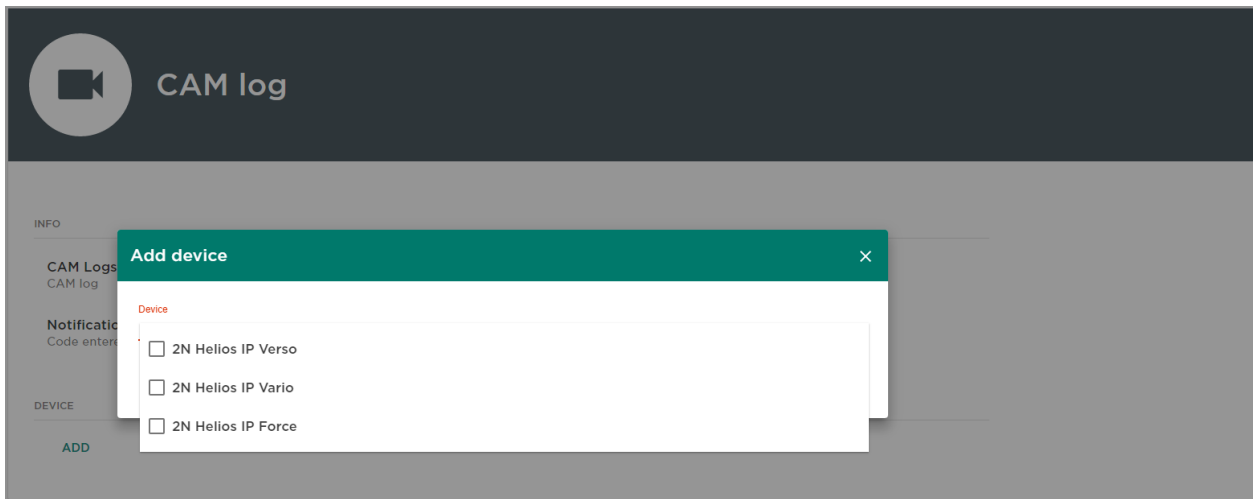 CAM log
INFO
Add device
CAM Logs
CAM log
Device
Notificatio
Code entere
2N Helios IP Verso
2N Helios IP Vario
2N Helios IP Force
DEVICE
ADD